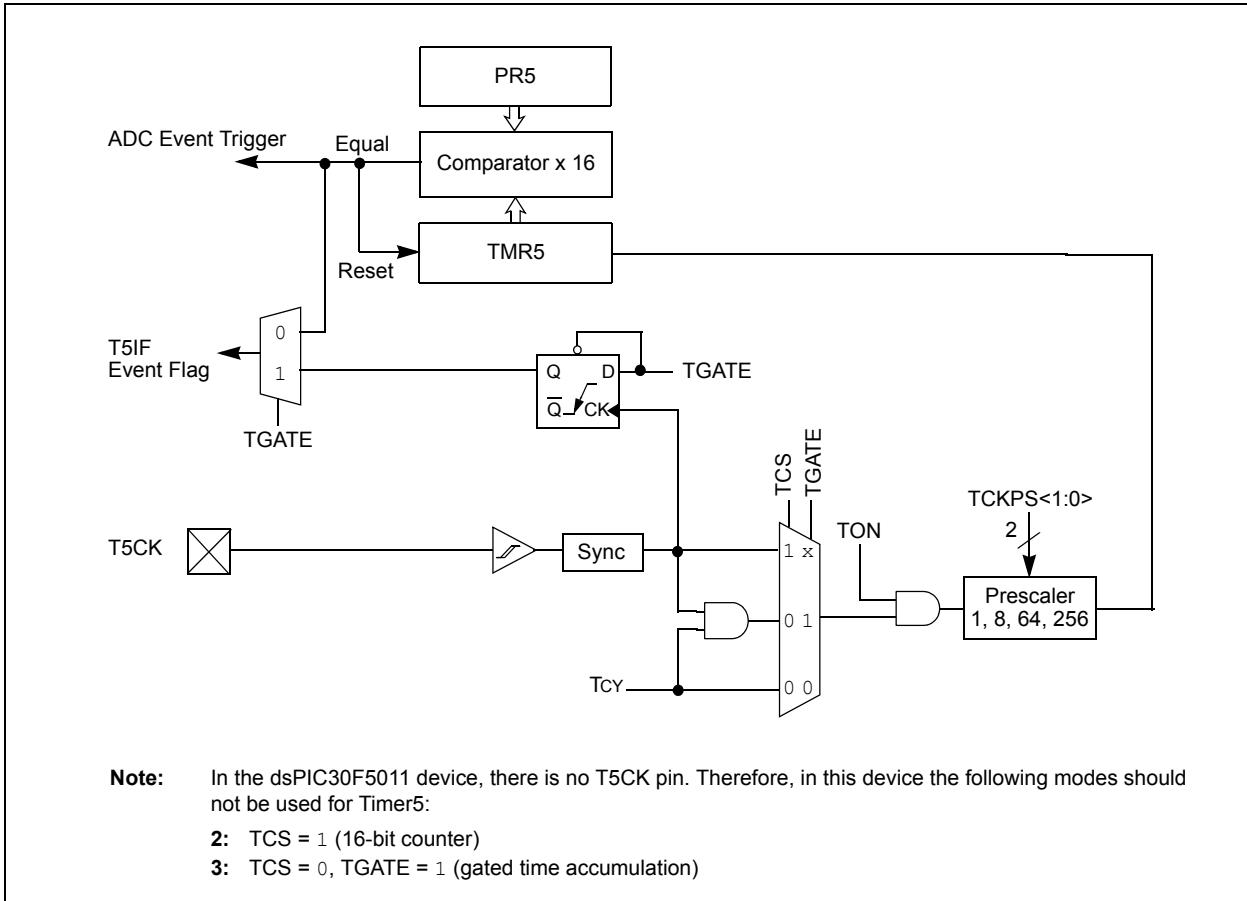 PR5
ADC Event Trigger
Equal
Comparator x 16
TMR5
Reset
0
T5IF
Event Flag
1
TGATE
Q
D
TGATE
Q
CK
TCS
TGATE
TCKPS<1:0>
2
TON
T5CK
Sync
1 x
Prescaler
1, 8, 64, 256
0 1
TCY
0 0
Note: In the dsPIC30F5011 device, there is no T5CK pin. Therefore, in this device the following modes should
not be used for Timer5:
2: TCS = 1 (16-bit counter)
3: TCS = 0, TGATE = 1 (gated time accumulation)